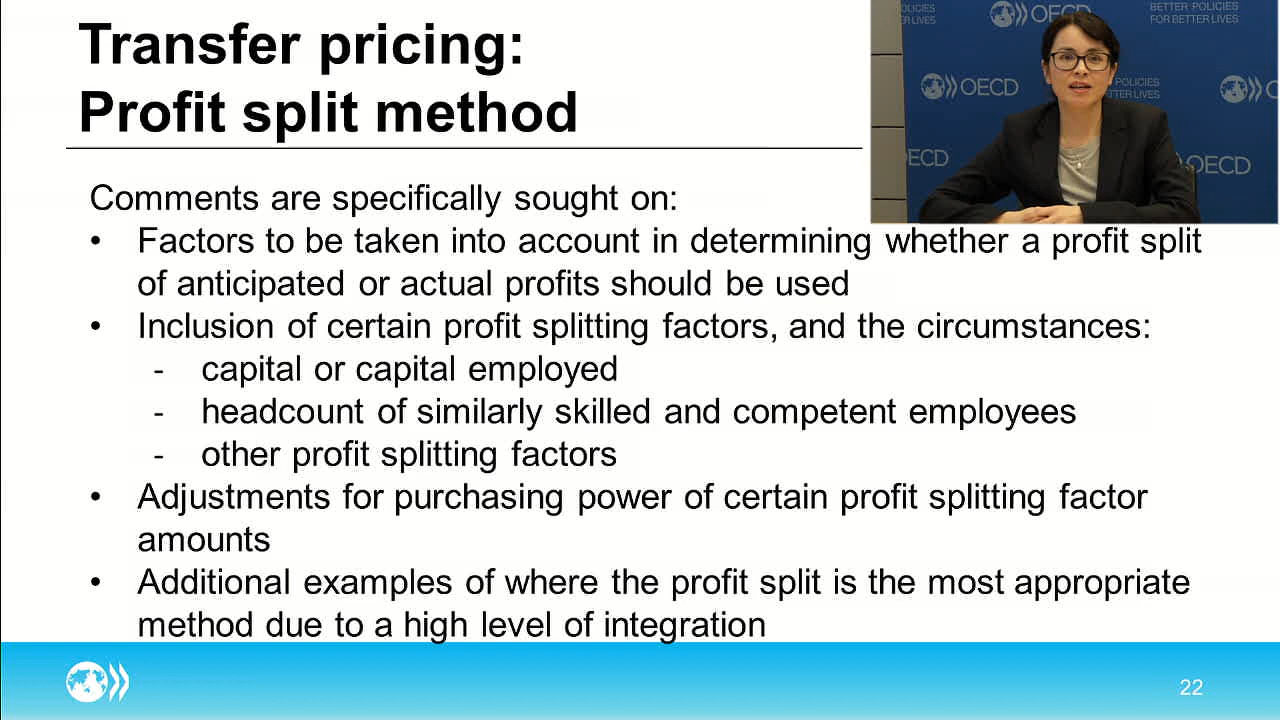 Transfer pricing:
Profit split method
Comments are specifically sought on:
• Factors to be taken into account in determining whether a profit split
of anticipated or actual profits should be used
• Inclusion of certain profit splitting factors, and the circumstances:
- capital or capital employed
- headcount of similarly skilled and competent employees
- other profit splitting factors
• Adjustments for purchasing power of certain profit splitting factor
amounts
• Additional examples of where the profit split is the most appropriate
method due to a high level of integration
22
OECD
BETTER POLICIES
FOR BETTER LIVES
OECD
POLICIES
OECD